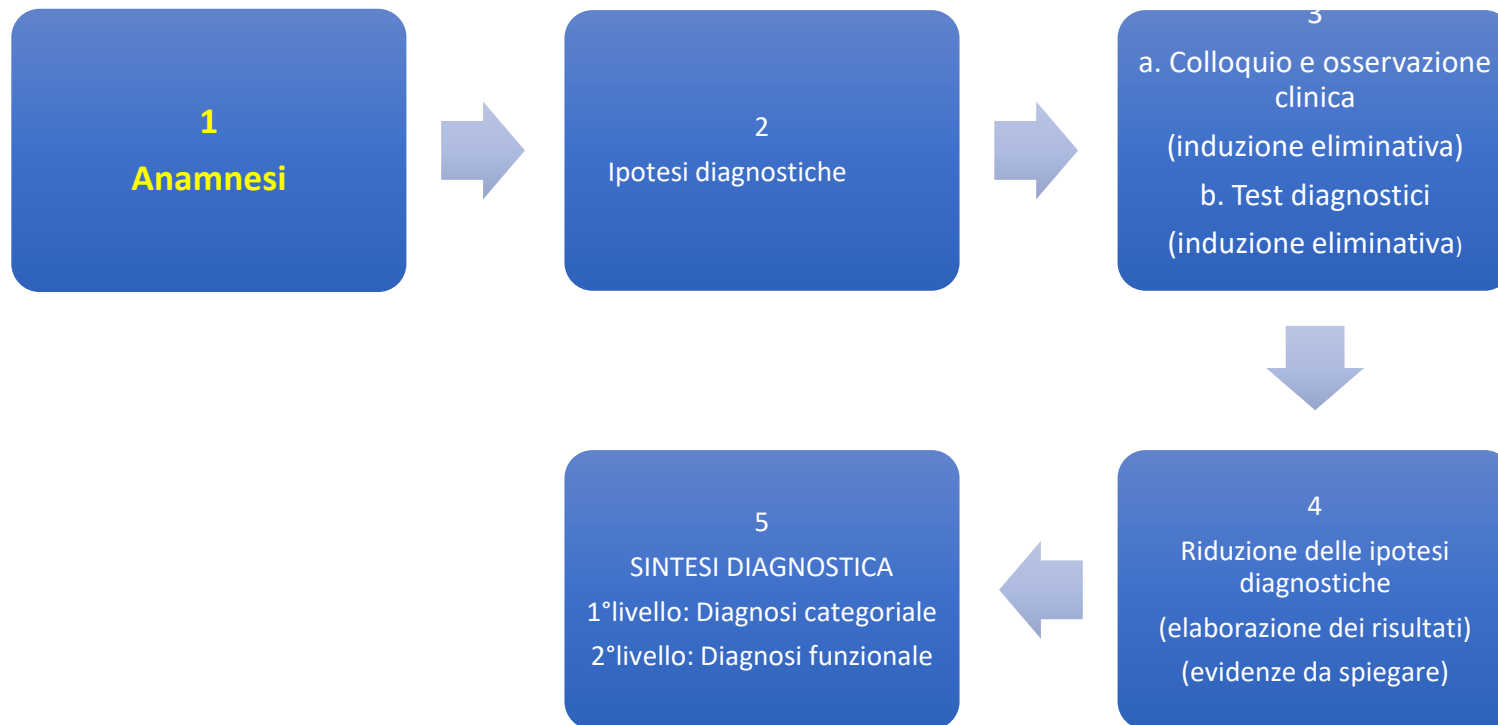 1
Anamnesi
2
Ipotesi diagnostiche
3
a. Colloquio e osservazione
clinica
(induzione eliminativa)
b. Test diagnostici
(induzione eliminativa)
4
Riduzione delle ipotesi
diagnostiche
(elaborazione dei risultati)
(evidenze da spiegare)
5
SINTESI DIAGNOSTICA
1°livello: Diagnosi categoriale
2°livello: Diagnosi funzionale